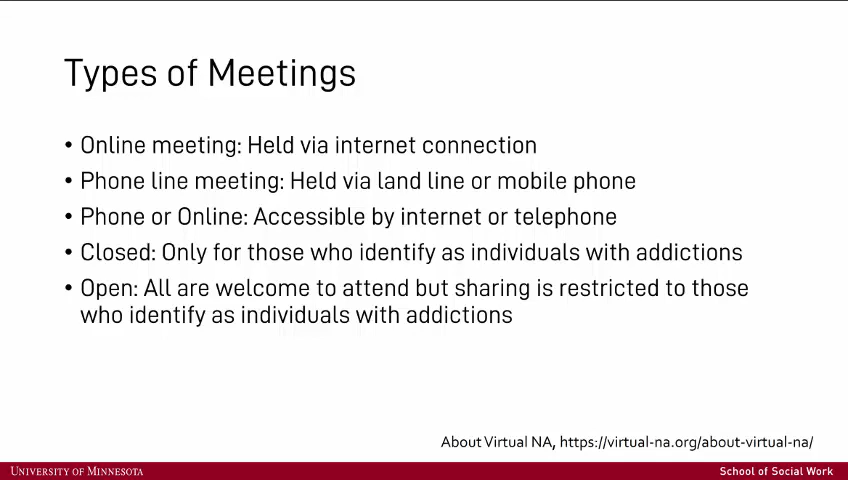 Types of Meetings
• Online meeting: Held via internet connection
• Phone line meeting: Held via land line or mobile phone
• Phone or Online: Accessible by internet or telephone
• Closed: Only for those who identify as individuals with addictions
• Open: All are welcome to attend but sharing is restricted to those
who identify as individuals with addictions
About Virtual NA, https://virtual-na.org/about-virtual-na/
UNIVERSITY OF MINNESOTA
School of Social Work